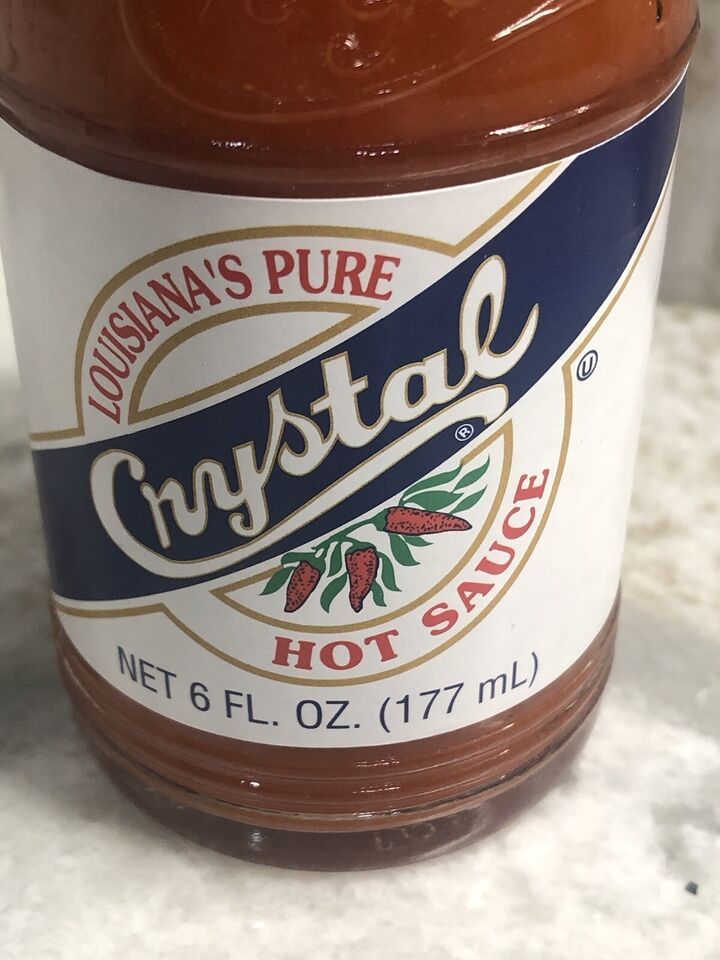 LOUISIANA'S PURE
Crystal®
Ⓤ
HOT SAUCE
NET 6 FL. OZ. (177 mL)